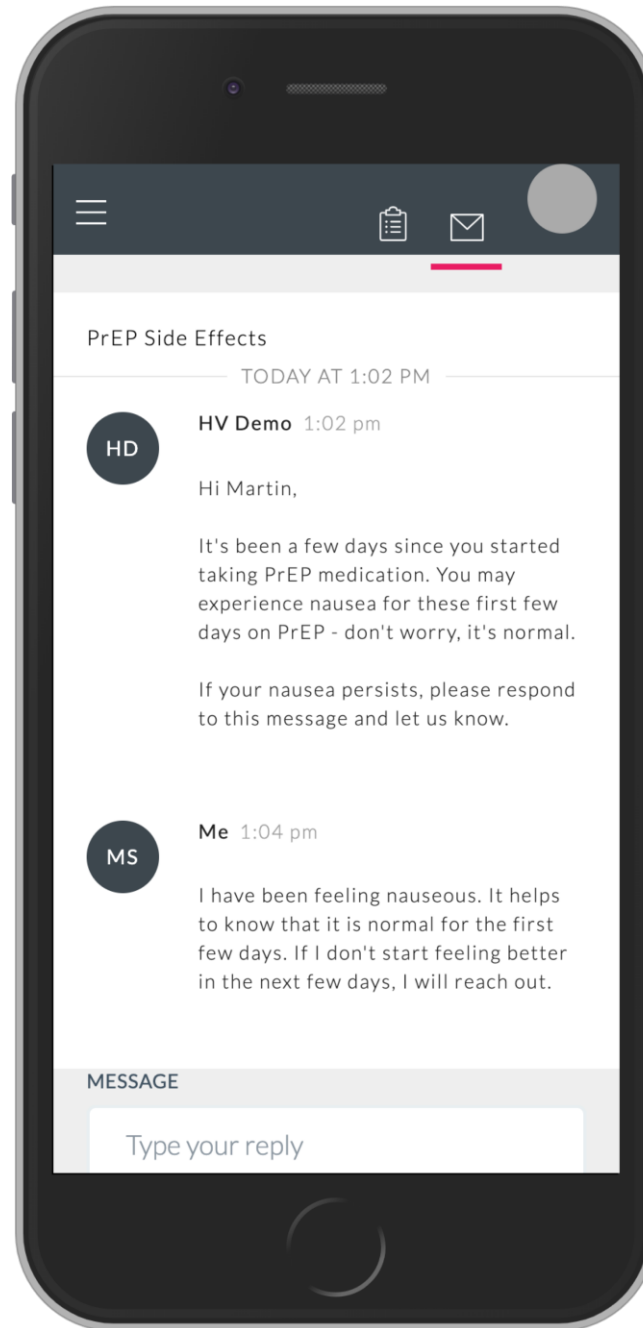 PrEP Side Effects
TODAY AT 1:02 PM
HV Demo 1:02 pm
HD
Hi Martin,
It's been a few days since you started
taking PrEP medication. You may
experience nausea for these first few
days on PrEP - don't worry, it's normal.
If your nausea persists, please respond
to this message and let us know.
Me 1:04 pm
MS
I have been feeling nauseous. It helps
to know that it is normal for the first
few days. If I don't start feeling better
in the next few days, I will reach out.
MESSAGE
Type your reply